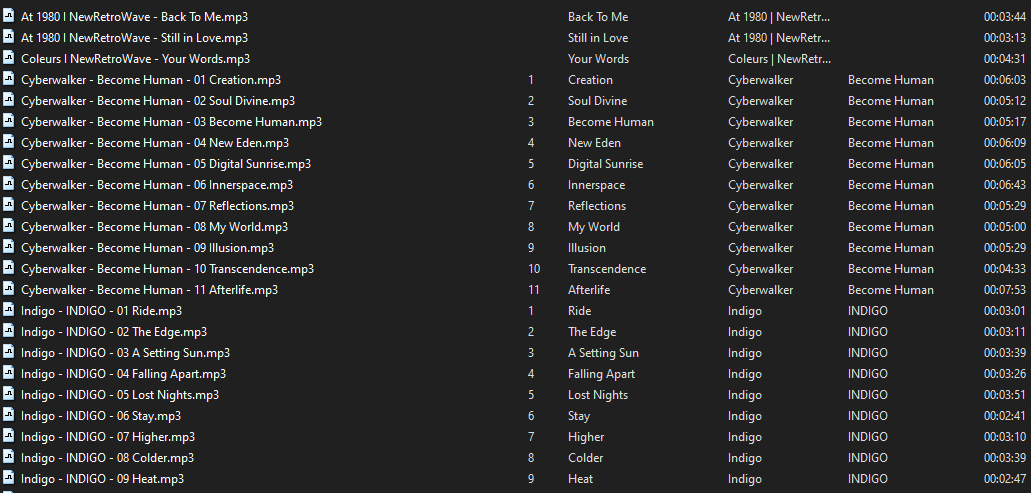 At 1980 l NewRetroWave - Back To Me.mp3 Back To Me At 1980 | NewRetr... 00:03:44
At 1980 l NewRetroWave - Still in Love.mp3 Still in Love At 1980 | NewRetr... 00:03:13
Coleurs l NewRetroWave - Your Words.mp3 Your Words Coleurs | NewRet... 00:04:31
Cyberwalker - Become Human - 01 Creation.mp3 1 Creation Cyberwalker Become Human 00:06:03
Cyberwalker - Become Human - 02 Soul Divine.mp3 2 Soul Divine Cyberwalker Become Human 00:05:12
Cyberwalker - Become Human - 03 Become Human.mp3 3 Become Human Cyberwalker Become Human 00:05:17
Cyberwalker - Become Human - 04 New Eden.mp3 4 New Eden Cyberwalker Become Human 00:06:09
Cyberwalker - Become Human - 05 Digital Sunrise.mp3 5 Digital Sunrise Cyberwalker Become Human 00:06:05
Cyberwalker - Become Human - 06 Innerspace.mp3 6 Innerspace Cyberwalker Become Human 00:06:43
Cyberwalker - Become Human - 07 Reflections.mp3 7 Reflections Cyberwalker Become Human 00:05:29
Cyberwalker - Become Human - 08 My World.mp3 8 My World Cyberwalker Become Human 00:05:00
Cyberwalker - Become Human - 09 Illusion.mp3 9 Illusion Cyberwalker Become Human 00:05:29
Cyberwalker - Become Human - 10 Transcendence.mp3 10 Transcendence Cyberwalker Become Human 00:04:33
Cyberwalker - Become Human - 11 Afterlife.mp3 11 Afterlife Cyberwalker Become Human 00:07:53
Indigo - INDIGO - 01 Ride.mp3 1 Ride Indigo INDIGO 00:03:01
Indigo - INDIGO - 02 The Edge.mp3 2 The Edge Indigo INDIGO 00:03:11
Indigo - INDIGO - 03 A Setting Sun.mp3 3 A Setting Sun Indigo INDIGO 00:03:39
Indigo - INDIGO - 04 Falling Apart.mp3 4 Falling Apart Indigo INDIGO 00:03:26
Indigo - INDIGO - 05 Lost Nights.mp3 5 Lost Nights Indigo INDIGO 00:03:51
Indigo - INDIGO - 06 Stay.mp3 6 Stay Indigo INDIGO 00:02:41
Indigo - INDIGO - 07 Higher.mp3 7 Higher Indigo INDIGO 00:03:10
Indigo - INDIGO - 08 Colder.mp3 8 Colder Indigo INDIGO 00:03:39
Indigo - INDIGO - 09 Heat.mp3 9 Heat Indigo INDIGO 00:02:47